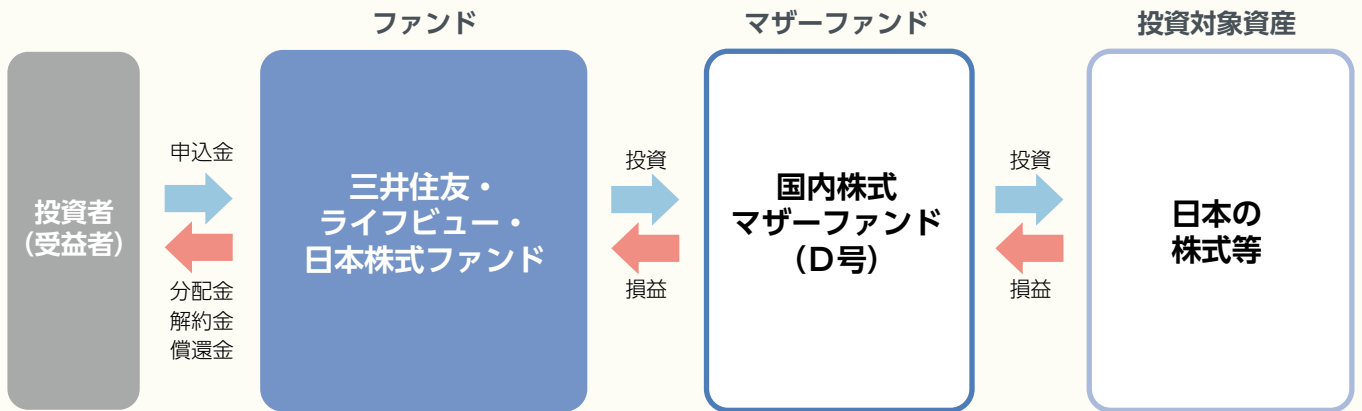 ファンド
マザーファンド
投資対象資産
投資者
（受益者）
申込金
分配金
解約金
償還金
三井住友・
ライフビュー・
日本株式ファンド
投資
損益
国内株式
マザーファンド
（D号）
投資
損益
日本の
株式等